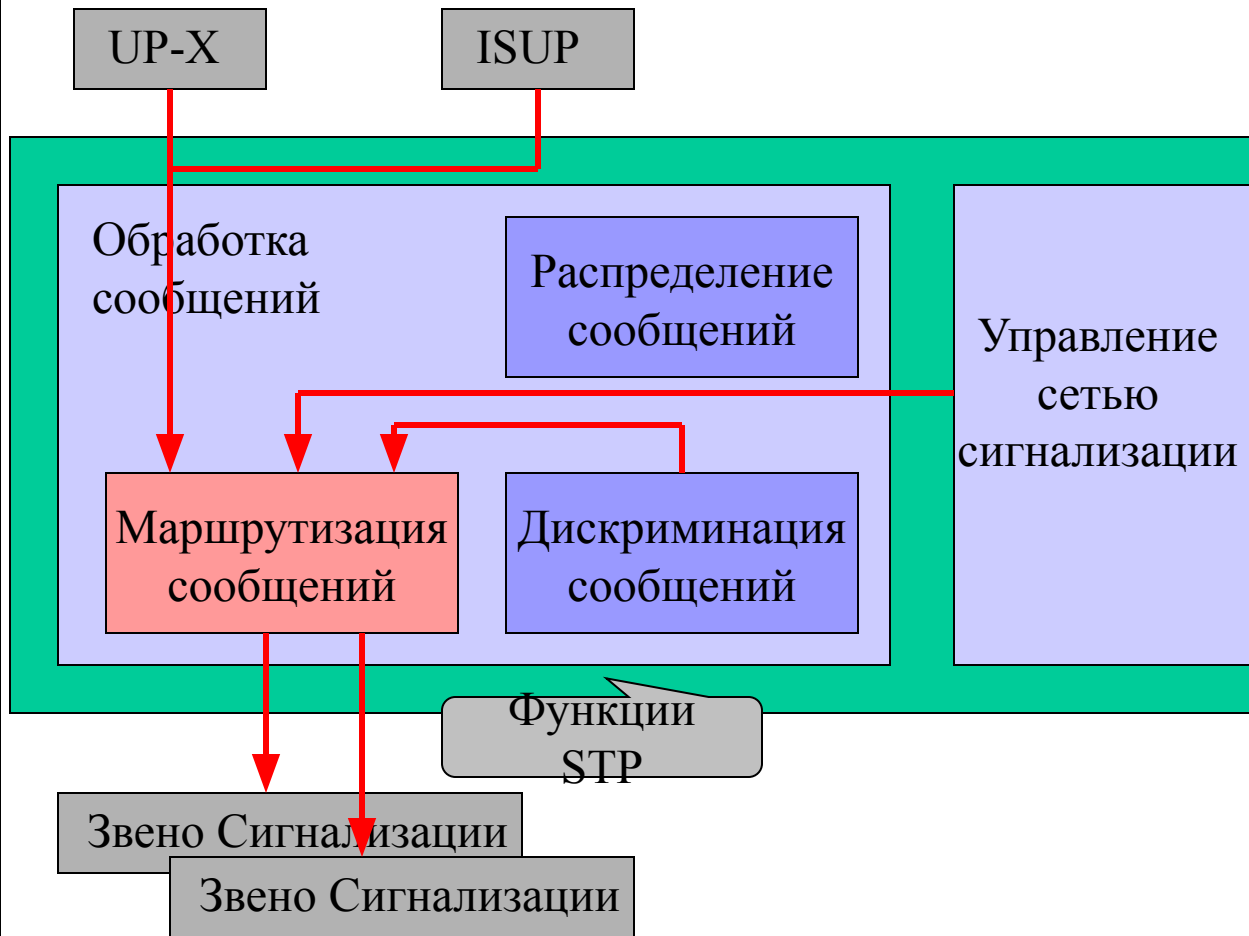 UP-X
ISUP
Обработка
сообщений
Распределение
сообщений
Управление
сетью
сигнализации
Маршрутизация
сообщений
Дискриминация
сообщений
Функции
STP
Звено Сигнализации
Звено Сигнализации